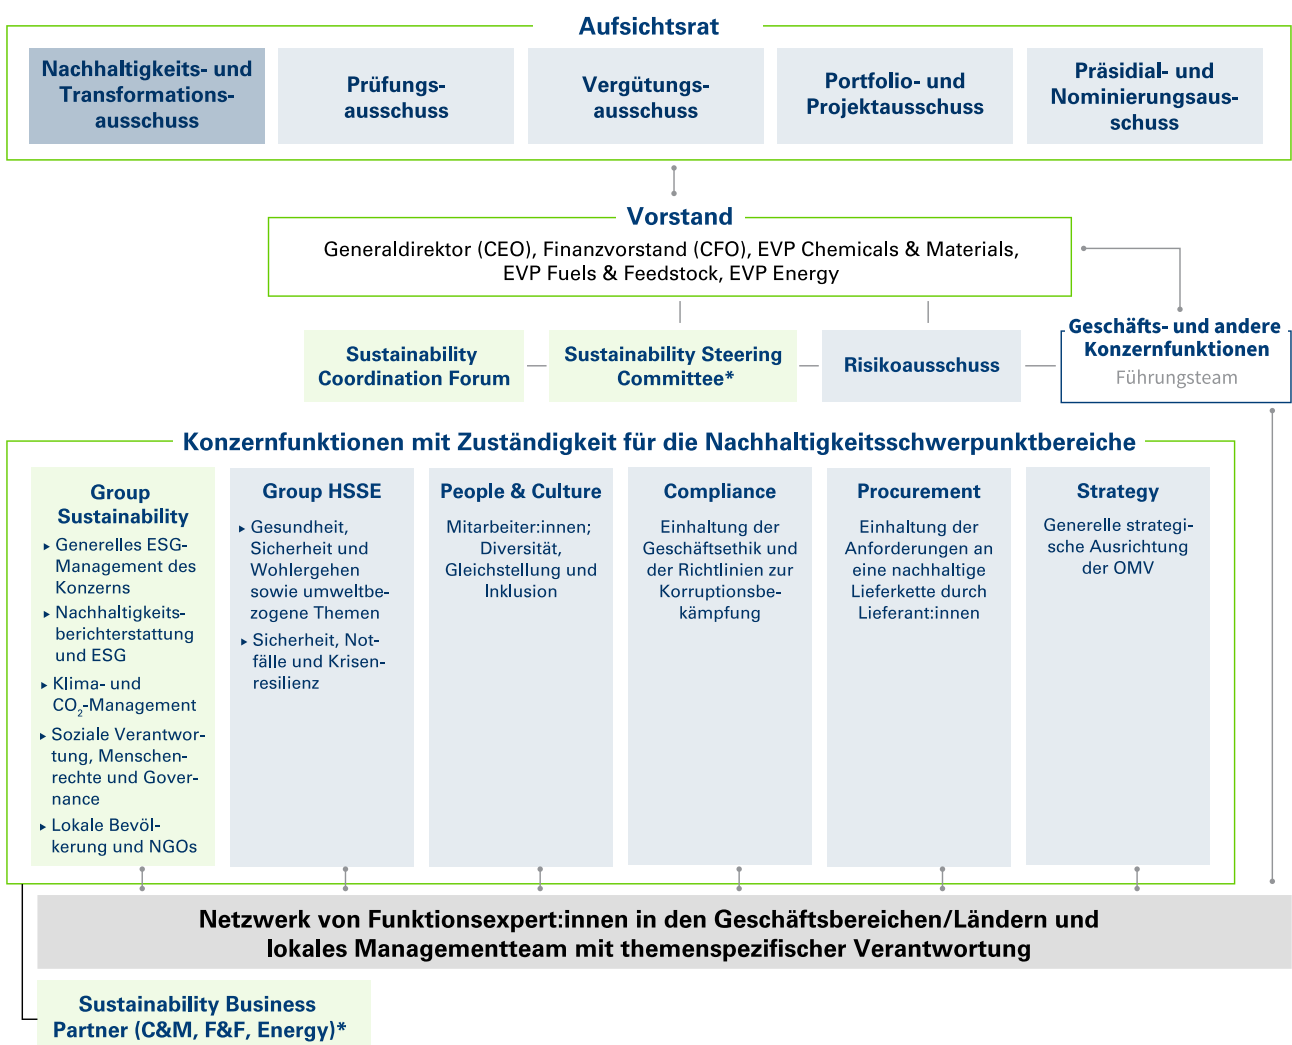 Aufsichtsrat
Nachhaltigkeits- und
Transformations-
ausschuss
Prüfungs-
ausschuss
Vergütungs-
ausschuss
Portfolio- und
Projektausschuss
Präsidial- und
Nominierungsaus-
schuss
Vorstand
Generaldirektor (CEO), Finanzvorstand (CFO), EVP Chemicals & Materials,
EVP Fuels & Feedstock, EVP Energy
Sustainability
Coordination Forum
Sustainability Steering
Committee*
Risikoausschuss
Geschäfts- und andere
Konzernfunktionen
Führungsteam
Konzernfunktionen mit Zuständigkeit für die Nachhaltigkeitsschwerpunktbereiche
Group
Sustainability
▸ Generelles ESG-
Management des
Konzerns
▸ Nachhaltigkeits-
berichterstattung
und ESG
▸ Klima- und
CO₂-Management
▸ Soziale Verantwor-
tung, Menschen-
rechte und Gover-
nance
▸ Lokale Bevöl-
kerung und NGOs
Group HSSE
▸ Gesundheit,
Sicherheit und
Wohlergehen
sowie umweltbe-
zogene Themen
▸ Sicherheit, Not-
fälle und Krisen-
resilienz
People & Culture
Mitarbeiter:innen;
Diversität,
Gleichstellung und
Inklusion
Compliance
Einhaltung der
Geschäftsethik und
der Richtlinien zur
Korruptionsbe-
kämpfung
Procurement
Einhaltung der
Anforderungen an
eine nachhaltige
Lieferkette durch
Lieferant:innen
Strategy
Generelle strategi-
sche Ausrichtung
der OMV
Netzwerk von Funktionsexpert:innen in den Geschäftsbereichen/Ländern und
lokales Managementteam mit themenspezifischer Verantwortung
Sustainability Business
Partner (C&M, F&F, Energy)*